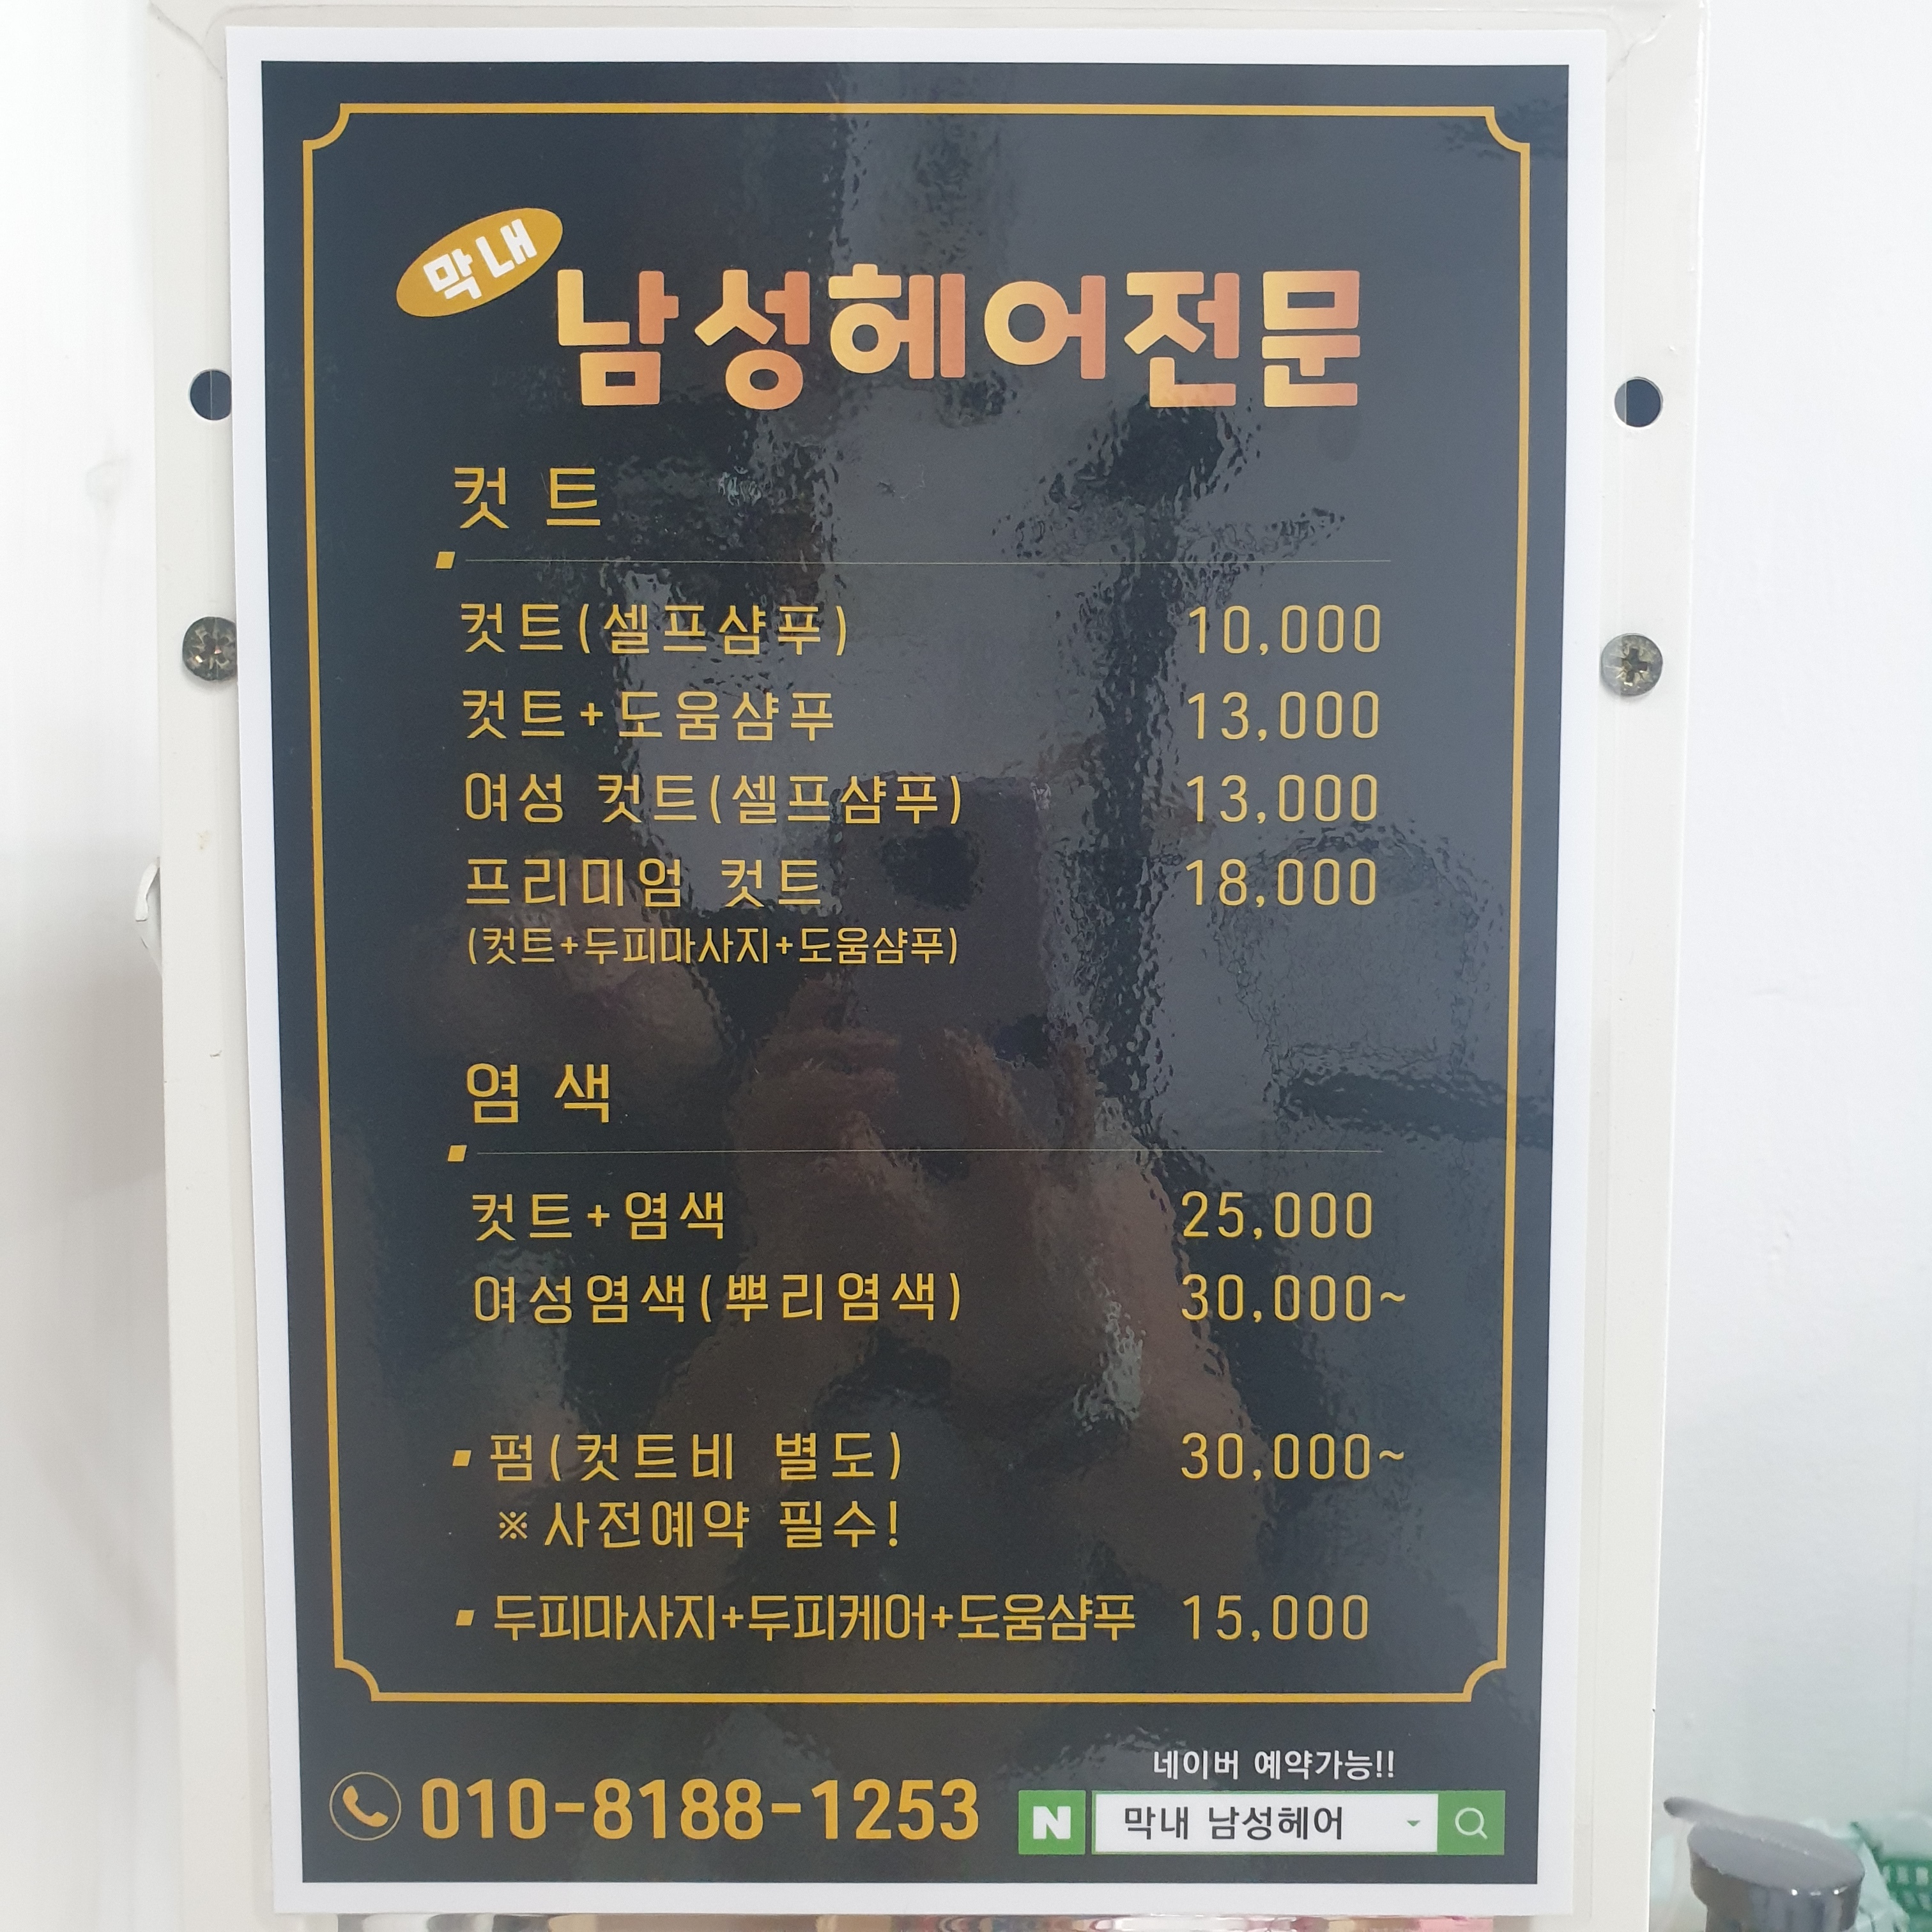 막내
남성헤어전문
컷트
컷트(셀프샴푸) 10,000
컷트+도움샴푸 13,000
여성 컷트(셀프샴푸) 13,000
프리미엄 컷트 18,000
(컷트+두피마사지+도움샴푸)
염색
컷트+염색 25,000
여성염색(뿌리염색) 30,000~
펌(컷트비 별도) 30,000~
※사전예약 필수!
두피마사지+두피케어+도움샴푸 15,000
네이버 예약가능!!
010-8188-1253
N 막내 남성헤어